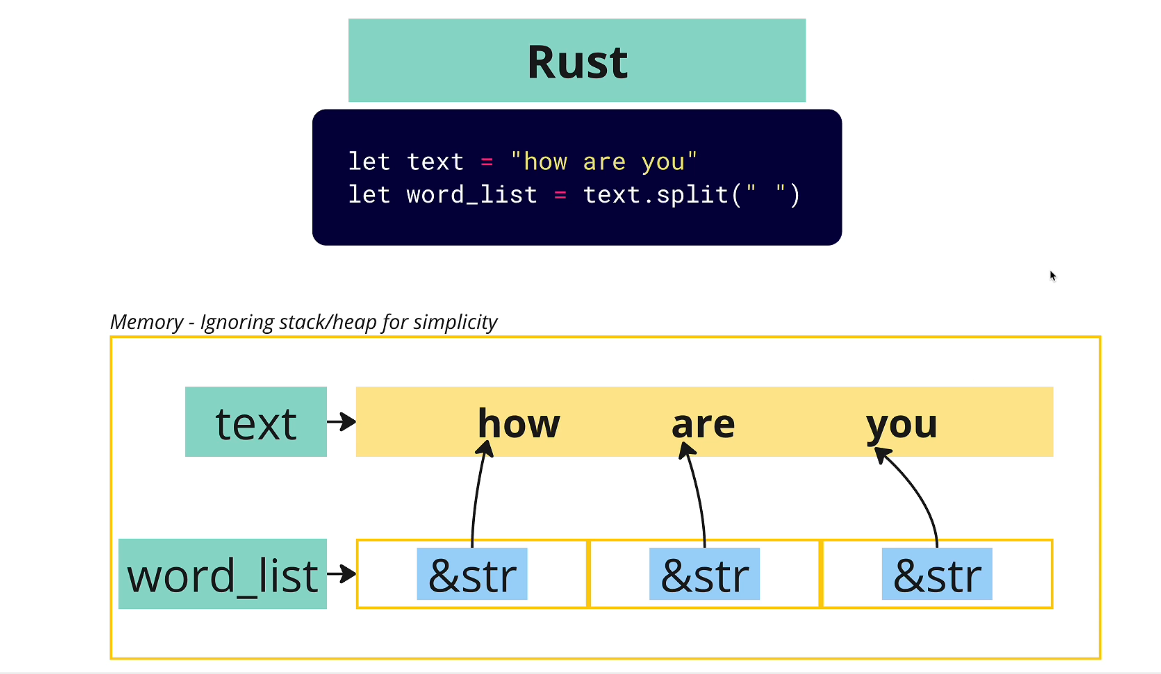 Rust
let text = "how are you"
let word_list = text.split(" ")
Memory - Ignoring stack/heap for simplicity
text how are you
word_list &str &str &str